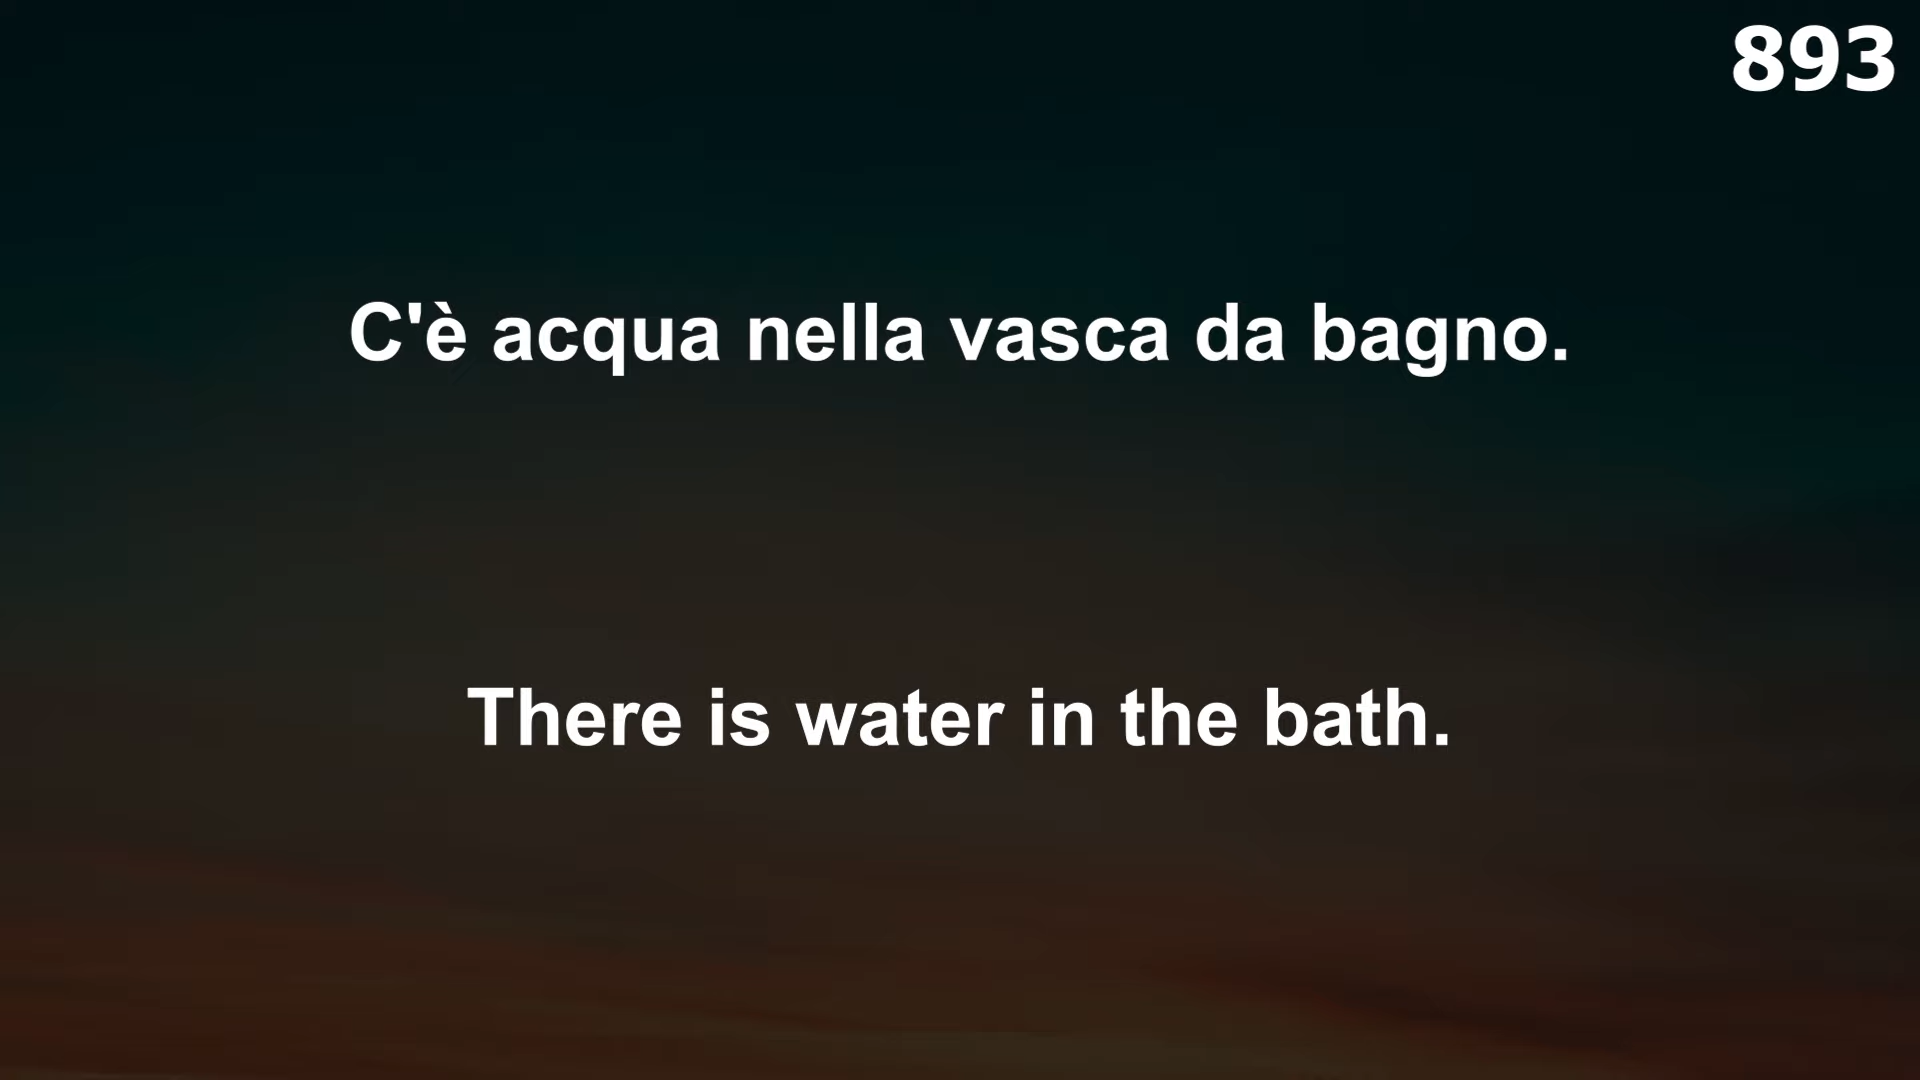 893
C'è acqua nella vasca da bagno.
There is water in the bath.